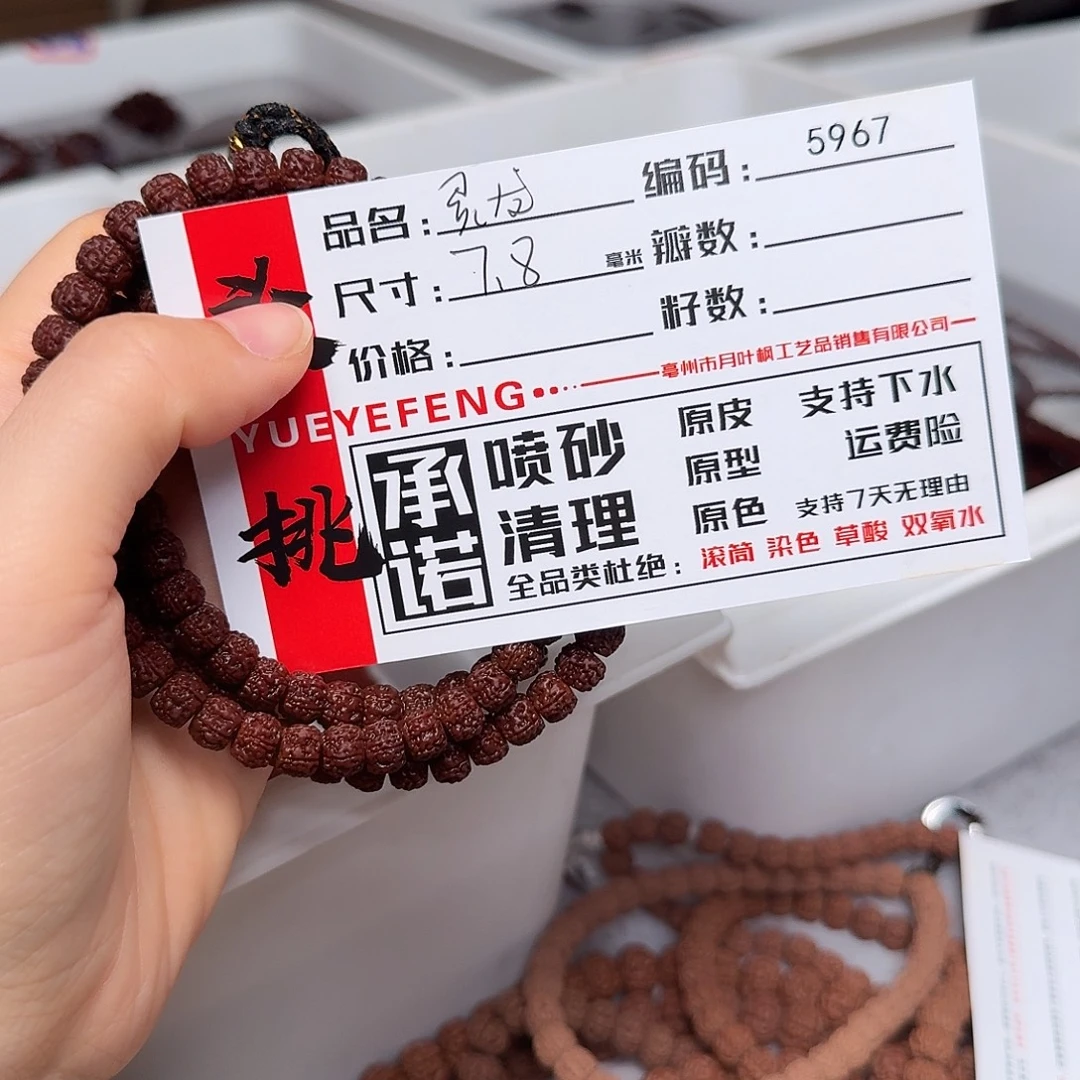 品名: 编码: 5967
尺寸: 7.8 毫米 瓣数:
价格: 籽数:
亳州市月叶枫工艺品销售有限公司
YUEYEFENG
挑
承诺
喷砂
清理
原皮
原型
原色
支持下水
运费险
支持7天无理由
全品类杜绝: 滚筒 染色 草酸 双氧水